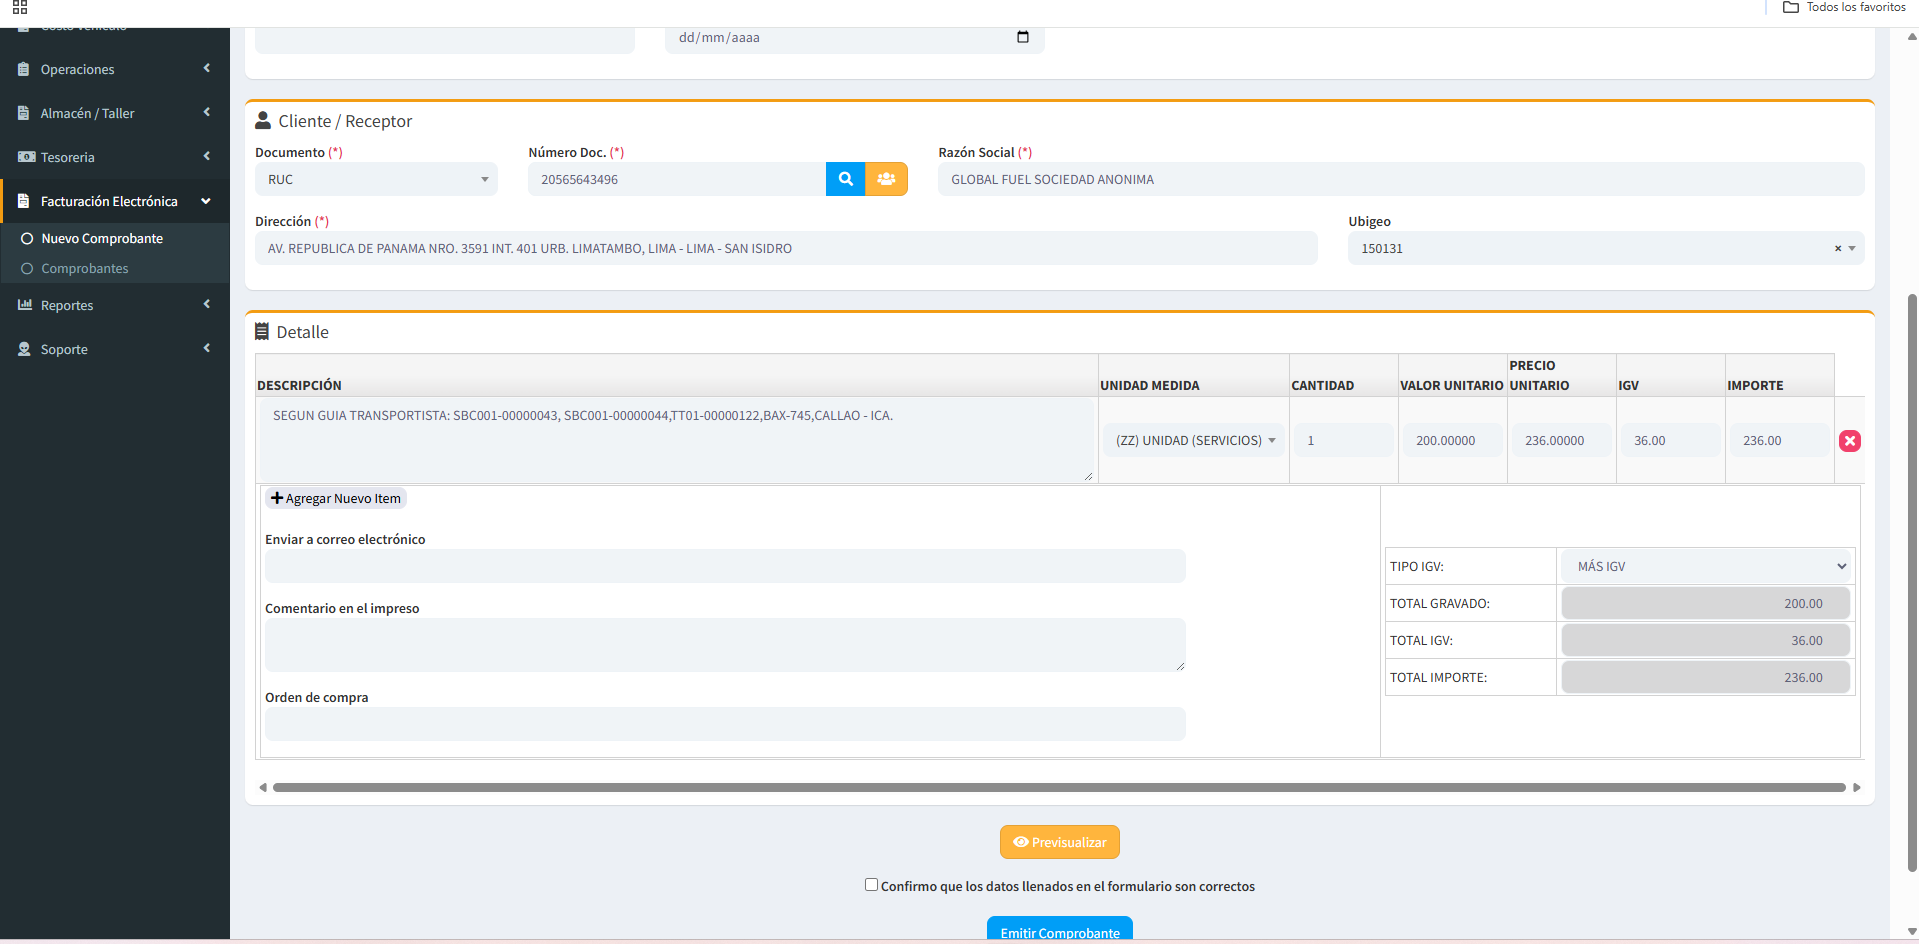 Todos los favoritos
Costo Vehículo
Operaciones
Almacén / Taller
Tesoreria
Facturación Electrónica
Nuevo Comprobante
Comprobantes
Reportes
Soporte
dd/mm/aaaa
Cliente / Receptor
Documento (*)
Número Doc. (*)
Razón Social (*)
RUC
20565643496
GLOBAL FUEL SOCIEDAD ANONIMA
Dirección (*)
Ubigeo
AV. REPUBLICA DE PANAMA NRO. 3591 INT. 401 URB. LIMATAMBO, LIMA - LIMA - SAN ISIDRO
150131
Detalle
DESCRIPCIÓN
UNIDAD MEDIDA
CANTIDAD
VALOR UNITARIO
PRECIO UNITARIO
IGV
IMPORTE
SEGUN GUIA TRANSPORTISTA: SBC001-00000043, SBC001-00000044,TT01-00000122,BAX-745,CALLAO - ICA.
(ZZ) UNIDAD (SERVICIOS)
1
200.00000
236.00000
36.00
236.00
Agregar Nuevo Item
Enviar a correo electrónico
Comentario en el impreso
Orden de compra
TIPO IGV:
MÁS IGV
TOTAL GRAVADO:
200.00
TOTAL IGV:
36.00
TOTAL IMPORTE:
236.00
Previsualizar
Confirmo que los datos llenados en el formulario son correctos
Emitir Comprobante